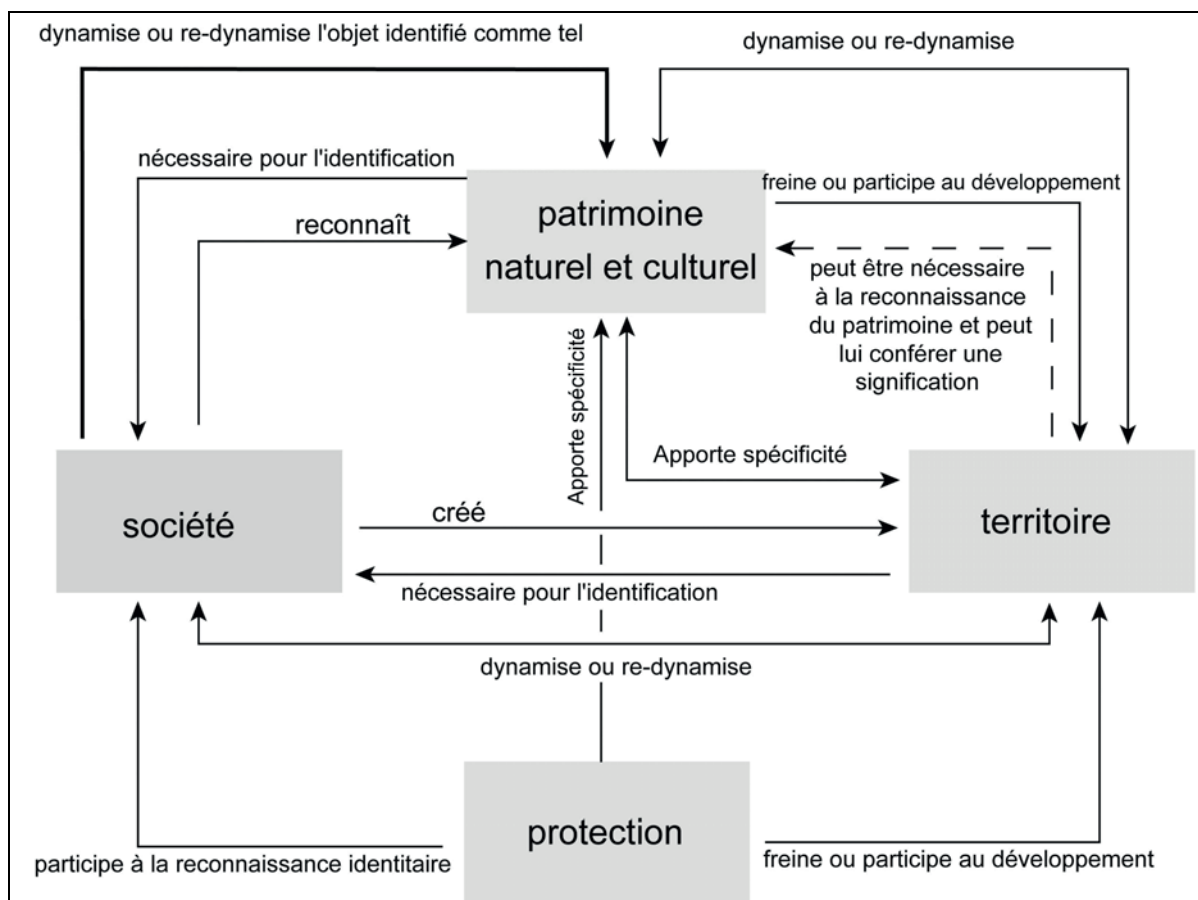 dynamise ou re-dynamise l'objet identifié comme tel
dynamise ou re-dynamise
nécessaire pour l'identification
freine ou participe au développement
reconnaît
patrimoine
naturel et culturel
peut être nécessaire
à la reconnaissance
du patrimoine et peut
lui conférer une
signification
Apporte spécificité
Apporte spécificité
société
créé
territoire
nécessaire pour l'identification
dynamise ou re-dynamise
protection
participe à la reconnaissance identitaire
freine ou participe au développement